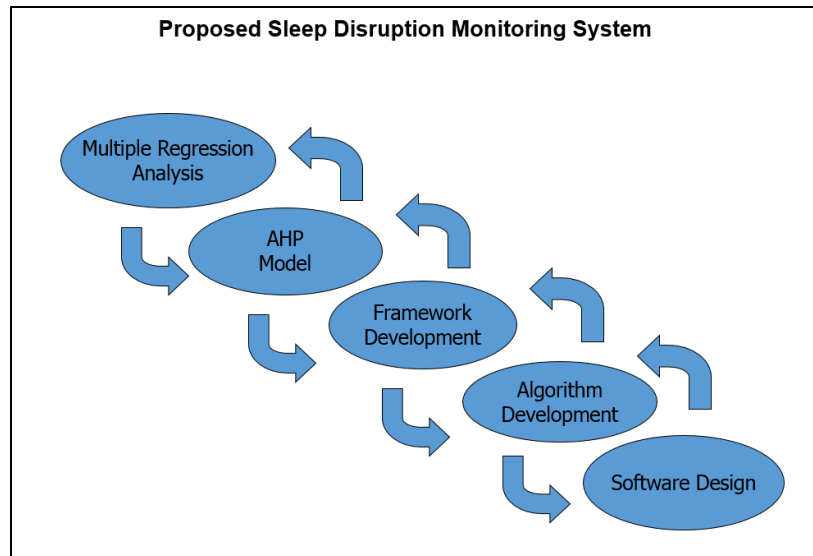 Proposed Sleep Disruption Monitoring System
Multiple Regression
Analysis
AHP
Model
Framework
Development
Algorithm
Development
Software Design